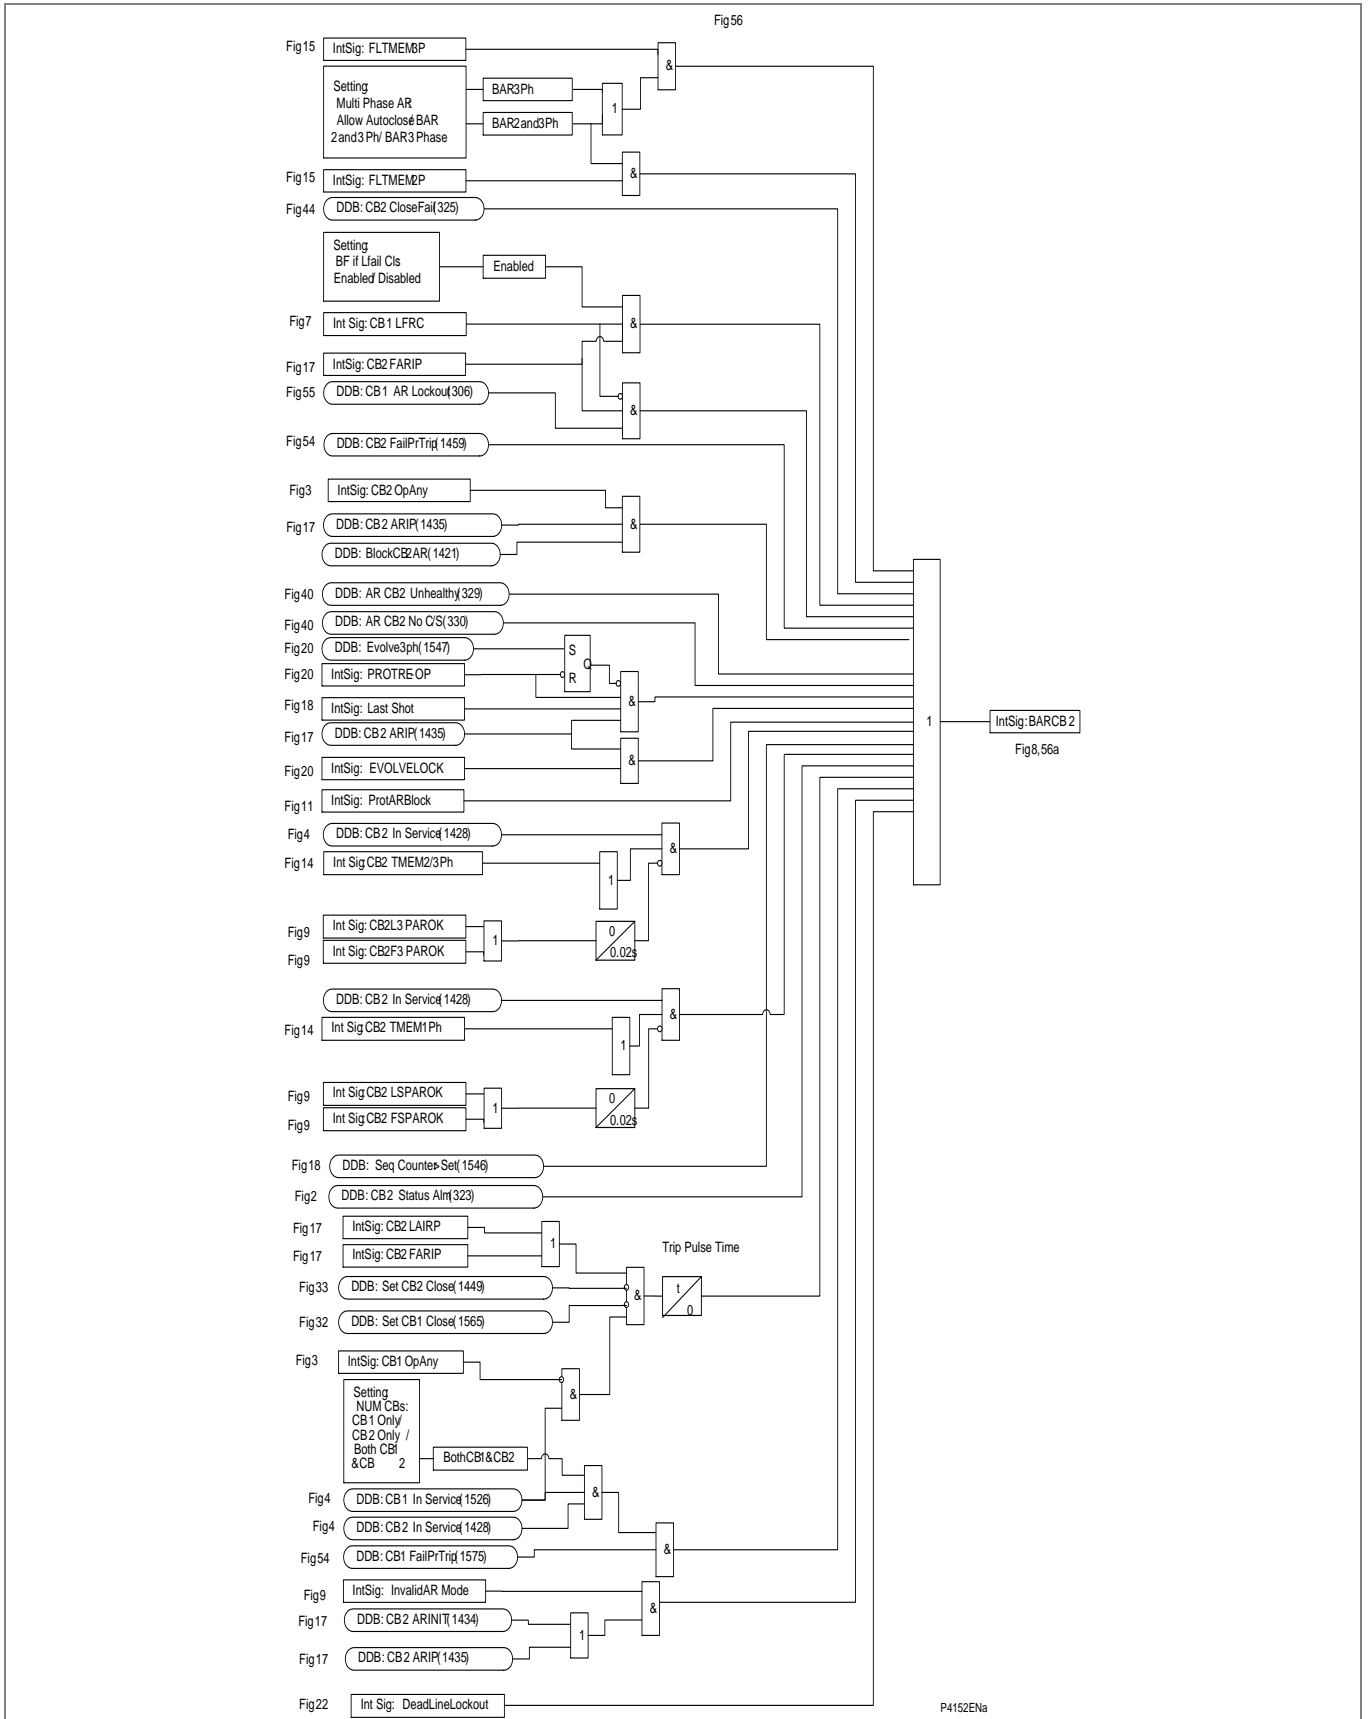 Fig56
Fig15 IntSig: FLTMEM3P
&
Setting:
Multi Phase AR
Allow Autoclose/BAR
2and3 Ph/ BAR3 Phase
BAR3Ph
1
BAR2and3Ph
&
Fig15 IntSig: FLTMEM2P
Fig44 DDB: CB2 CloseFail(325)
Setting:
BF if Lfail Cls
Enabled/ Disabled
Enabled
Fig7 Int Sig: CB1 LFRC
&
Fig17 IntSig: CB2 FARIP
Fig55 DDB: CB1 AR Lockout(306)
&
Fig54 DDB: CB2 FailPrTrip(1459)
Fig3 IntSig: CB2 OpAny
Fig17 DDB: CB2 ARIP(1435)
&
DDB: BlockCB2AR(1421)
Fig40 DDB: AR CB2 Unhealthy(329)
Fig40 DDB: AR CB2 No C/S(330)
Fig20 DDB: Evolve3ph(1547)
S
Q
R
Fig20 IntSig: PROTRE-OP
Fig18 IntSig: Last Shot
&
Fig17 DDB: CB2 ARIP(1435)
1
IntSig: BARCB 2
Fig8,56a
&
Fig20 IntSig: EVOLVELOCK
Fig11 IntSig: ProtARBlock
Fig4 DDB: CB2 In Service(1428)
&
Fig14 Int Sig:CB2 TMEM2/3Ph
1
Fig9 Int Sig: CB2L3 PAROK
1
0
0.02s
Fig9 Int Sig: CB2F3 PAROK
DDB: CB2 In Service(1428)
&
Fig14 Int Sig:CB2 TMEM1Ph
1
Fig9 Int Sig:CB2 LSPAROK
1
0
0.02s
Fig9 Int Sig:CB2 FSPAROK
Fig18 DDB: Seq Counter>Set(1546)
Fig2 DDB: CB2 Status Alm(323)
Fig17 IntSig: CB2 LAIRP
1
Fig17 IntSig: CB2 FARIP
Trip Pulse Time
Fig33 DDB: Set CB2 Close(1449)
&
t
0
Fig32 DDB: Set CB1 Close(1565)
Fig3 IntSig: CB1 OpAny
&
Setting:
NUM CBs:
CB1 Only/
CB2 Only /
Both CB1
&CB 2
BothCB1&CB2
&
Fig4 DDB: CB1 In Service(1526)
Fig4 DDB: CB2 In Service(1428)
&
Fig54 DDB: CB1 FailPrTrip(1575)
Fig9 IntSig: InvalidAR Mode
&
Fig17 DDB: CB2 ARINIT(1434)
1
Fig17 DDB: CB2 ARIP(1435)
Fig22 Int Sig: DeadLineLockout
P4152ENa